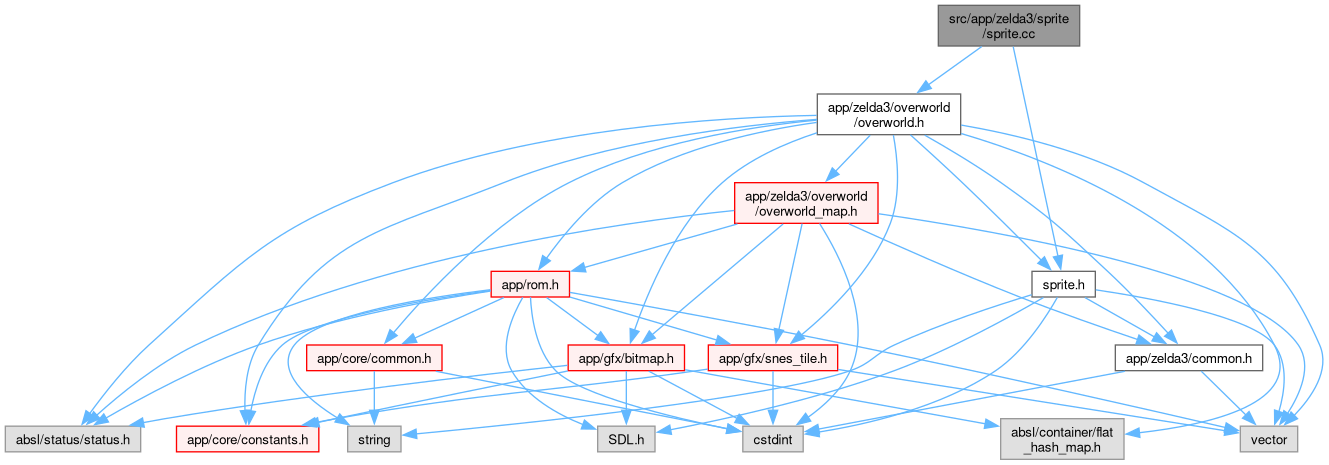 src/app/zelda3/sprite
/sprite.cc
app/zelda3/overworld
/overworld.h
app/zelda3/overworld
/overworld_map.h
app/rom.h
sprite.h
app/core/common.h
app/gfx/bitmap.h
app/gfx/snes_tile.h
app/zelda3/common.h
absl/status/status.h
app/core/constants.h
string
SDL.h
cstdint
absl/container/flat
_hash_map.h
vector